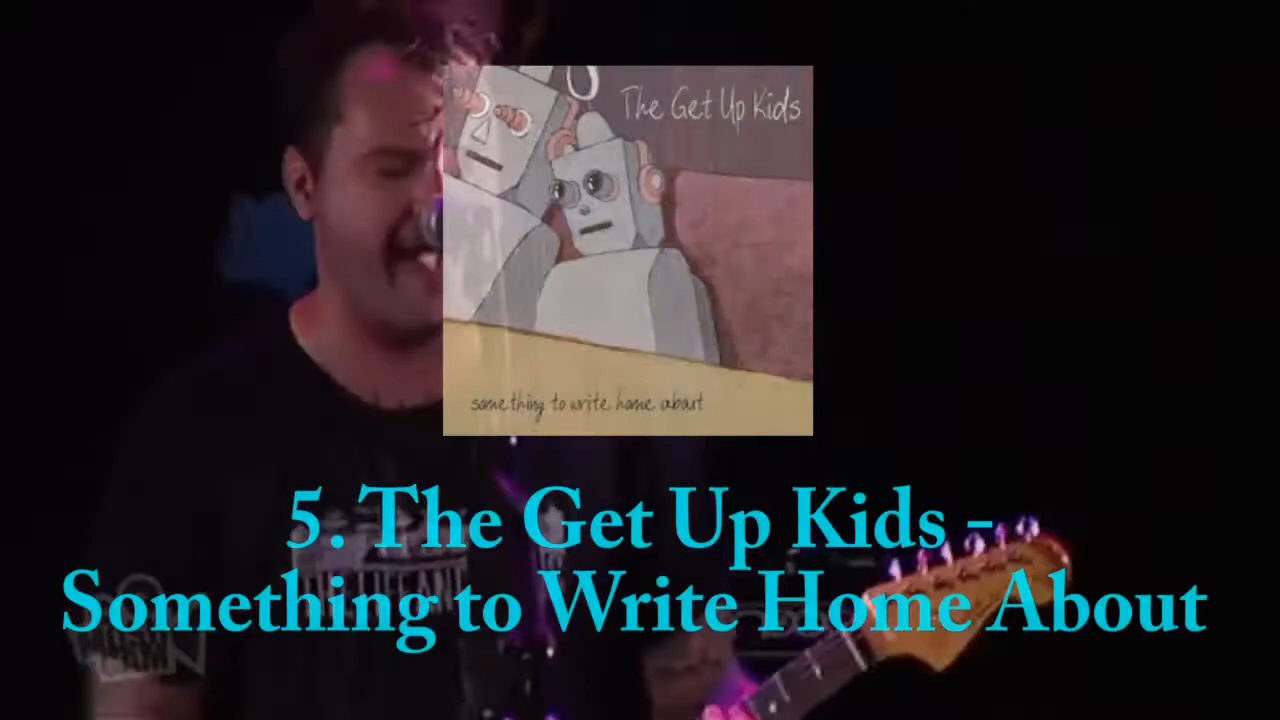 The Get Up Kids
something to write home about
5. The Get Up Kids -
Something to Write Home About